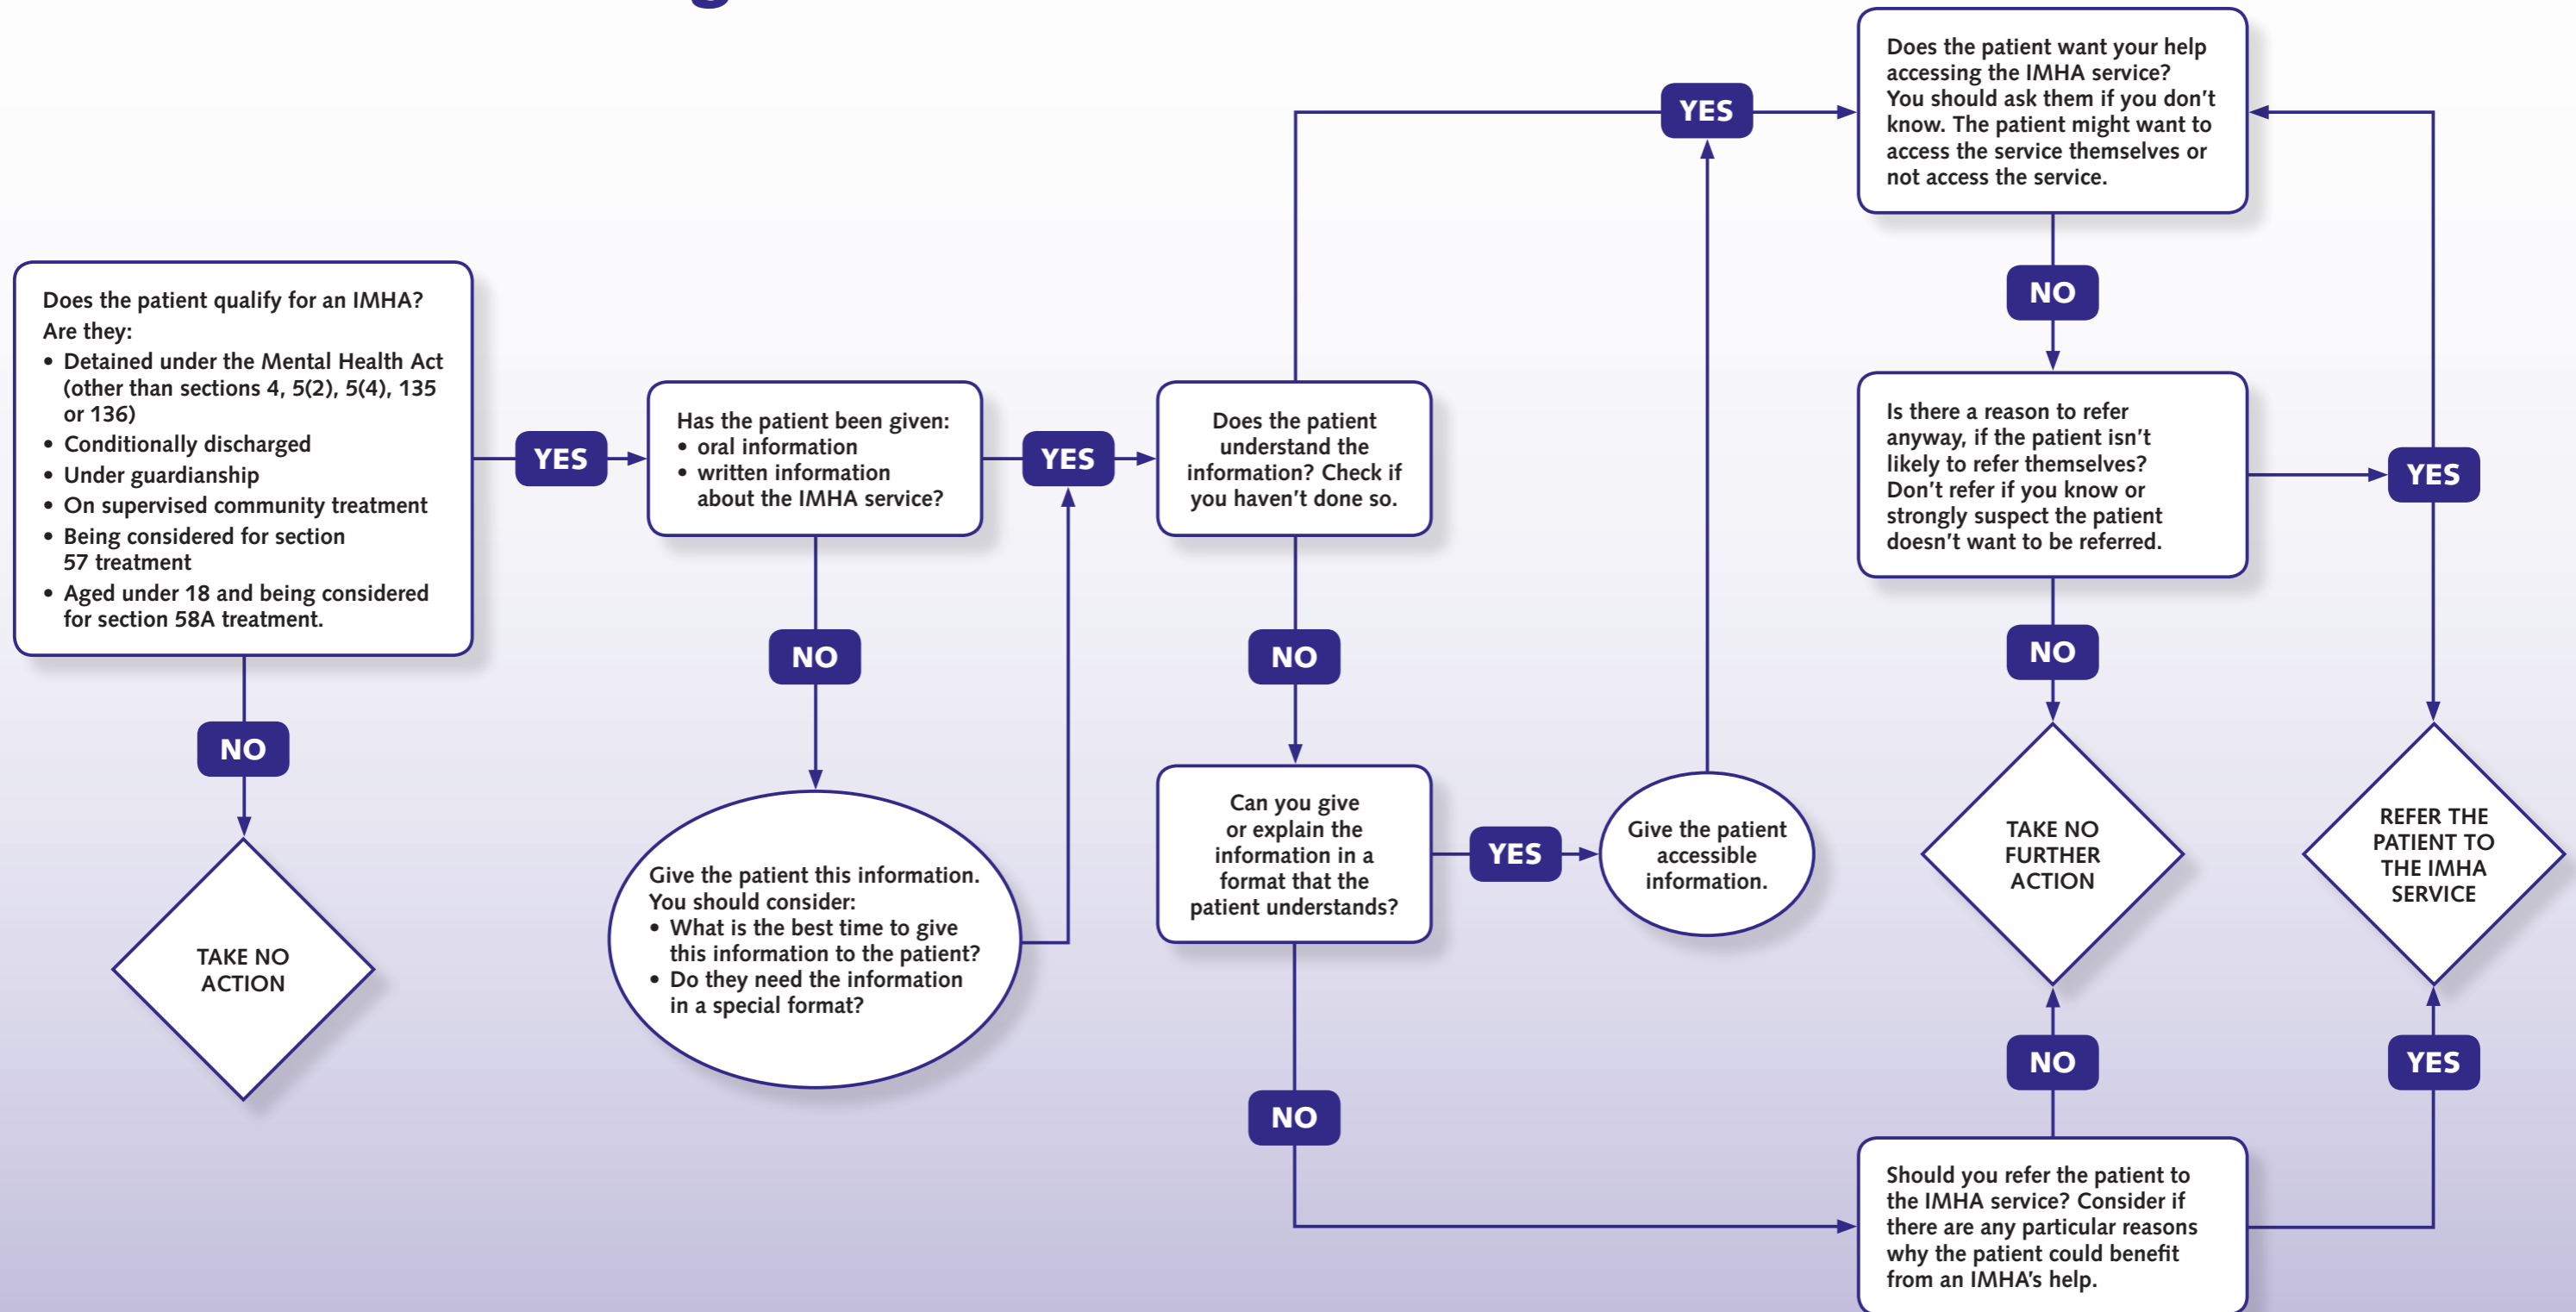 Does the patient qualify for an IMHA?
Are they:
• Detained under the Mental Health Act
(other than sections 4, 5(2), 5(4), 135
or 136)
• Conditionally discharged
• Under guardianship
• On supervised community treatment
• Being considered for section
57 treatment
• Aged under 18 and being considered
for section 58A treatment.
NO
TAKE NO
ACTION
YES
Has the patient been given:
• oral information
• written information
about the IMHA service?
NO
Give the patient this information.
You should consider:
• What is the best time to give
this information to the patient?
• Do they need the information
in a special format?
YES
Does the patient
understand the
information? Check if
you haven't done so.
NO
Can you give
or explain the
information in a
format that the
patient understands?
YES
Give the patient
accessible
information.
NO
YES
Does the patient want your help
accessing the IMHA service?
You should ask them if you don't
know. The patient might want to
access the service themselves or
not access the service.
NO
Is there a reason to refer
anyway, if the patient isn't
likely to refer themselves?
Don't refer if you know or
strongly suspect the patient
doesn't want to be referred.
YES
NO
TAKE NO
FURTHER
ACTION
REFER THE
PATIENT TO
THE IMHA
SERVICE
NO
YES
Should you refer the patient to
the IMHA service? Consider if
there are any particular reasons
why the patient could benefit
from an IMHA's help.